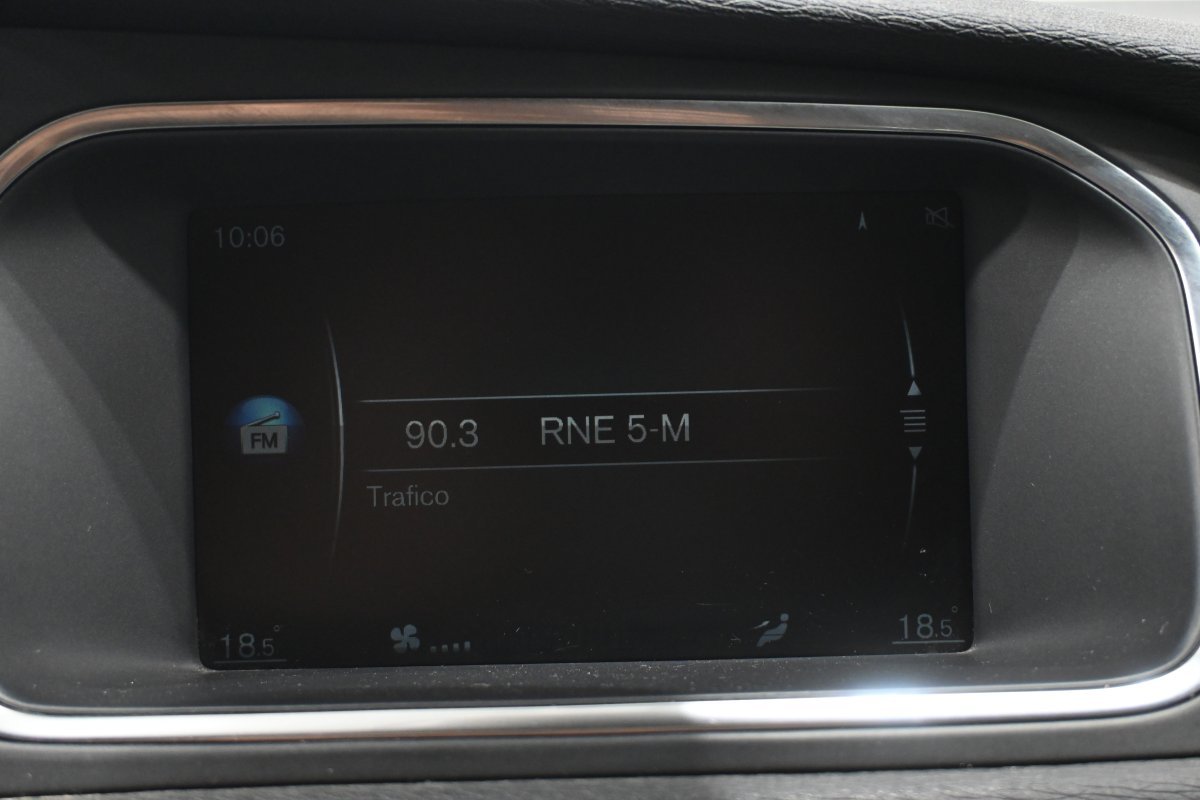 10:06
FM
90.3 RNE 5-M
Trafico
18.5° 18.5°